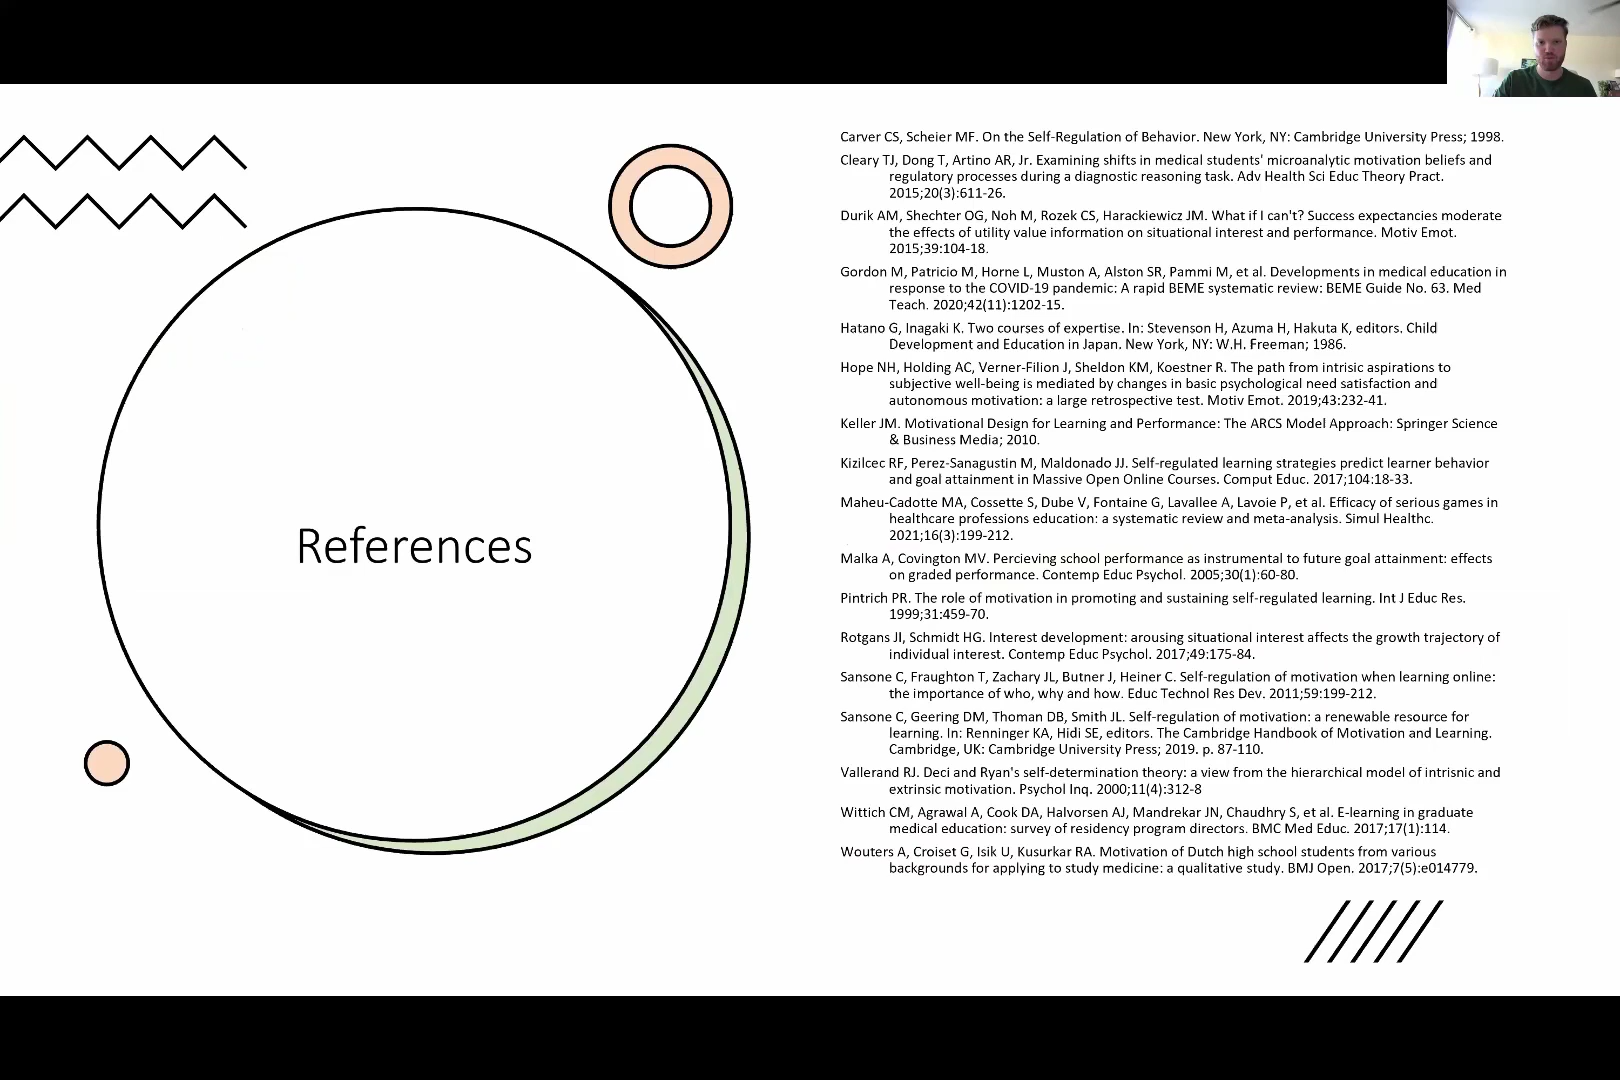 References
Carver CS, Scheier MF. On the Self-Regulation of Behavior. New York, NY: Cambridge University Press; 1998.
Cleary TJ, Dong T, Artino AR, Jr. Examining shifts in medical students' microanalytic motivation beliefs and
regulatory processes during a diagnostic reasoning task. Adv Health Sci Educ Theory Pract.
2015;20(3):611-26.
Durik AM, Shechter OG, Noh M, Rozek CS, Harackiewicz JM. What if I can't? Success expectancies moderate
the effects of utility value information on situational interest and performance. Motiv Emot.
2015;39:104-18.
Gordon M, Patricio M, Horne L, Muston A, Alston SR, Pammi M, et al. Developments in medical education in
response to the COVID-19 pandemic: A rapid BEME systematic review: BEME Guide No. 63. Med
Teach. 2020;42(11):1202-15.
Hatano G, Inagaki K. Two courses of expertise. In: Stevenson H, Azuma H, Hakuta K, editors. Child
Development and Education in Japan. New York, NY: W.H. Freeman; 1986.
Hope NH, Holding AC, Verner-Filion J, Sheldon KM, Koestner R. The path from intrisic aspirations to
subjective well-being is mediated by changes in basic psychological need satisfaction and
autonomous motivation: a large retrospective test. Motiv Emot. 2019;43:232-41.
Keller JM. Motivational Design for Learning and Performance: The ARCS Model Approach: Springer Science
& Business Media; 2010.
Kizilcec RF, Perez-Sanagustin M, Maldonado JJ. Self-regulated learning strategies predict learner behavior
and goal attainment in Massive Open Online Courses. Comput Educ. 2017;104:18-33.
Maheu-Cadotte MA, Cossette S, Dube V, Fontaine G, Lavallee A, Lavoie P, et al. Efficacy of serious games in
healthcare professions education: a systematic review and meta-analysis. Simul Healthc.
2021;16(3):199-212.
Malka A, Covington MV. Percieving school performance as instrumental to future goal attainment: effects
on graded performance. Contemp Educ Psychol. 2005;30(1):60-80.
Pintrich PR. The role of motivation in promoting and sustaining self-regulated learning. Int J Educ Res.
1999;31:459-70.
Rotgans JI, Schmidt HG. Interest development: arousing situational interest affects the growth trajectory of
individual interest. Contemp Educ Psychol. 2017;49:175-84.
Sansone C, Fraughton T, Zachary JL, Butner J, Heiner C. Self-regulation of motivation when learning online:
the importance of who, why and how. Educ Technol Res Dev. 2011;59:199-212.
Sansone C, Geering DM, Thoman DB, Smith JL. Self-regulation of motivation: a renewable resource for
learning. In: Renninger KA, Hidi SE, editors. The Cambridge Handbook of Motivation and Learning.
Cambridge, UK: Cambridge University Press; 2019. p. 87-110.
Vallerand RJ. Deci and Ryan's self-determination theory: a view from the hierarchical model of intrisnic and
extrinsic motivation. Psychol Inq. 2000;11(4):312-8
Wittich CM, Agrawal A, Cook DA, Halvorsen AJ, Mandrekar JN, Chaudhry S, et al. E-learning in graduate
medical education: survey of residency program directors. BMC Med Educ. 2017;17(1):114.
Wouters A, Croiset G, Isik U, Kusurkar RA. Motivation of Dutch high school students from various
backgrounds for applying to study medicine: a qualitative study. BMJ Open. 2017;7(5):e014779.